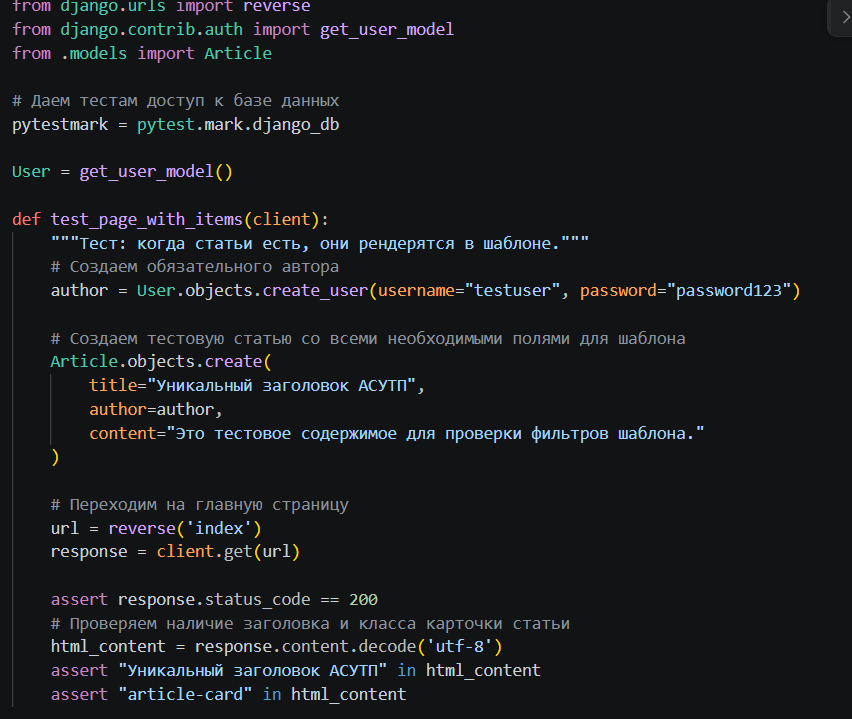 from django.urls import reverse
from django.contrib.auth import get_user_model
from .models import Article
# Даем тестам доступ к базе данных
pytestmark = pytest.mark.django_db
User = get_user_model()
def test_page_with_items(client):
"""Тест: когда статьи есть, они рендерятся в шаблоне."""
# Создаем обязательного автора
author = User.objects.create_user(username="testuser", password="password123")
# Создаем тестовую статью со всеми необходимыми полями для шаблона
Article.objects.create(
title="Уникальный заголовок АСУТП",
author=author,
content="Это тестовое содержимое для проверки фильтров шаблона."
)
# Переходим на главную страницу
url = reverse('index')
response = client.get(url)
assert response.status_code == 200
# Проверяем наличие заголовка и класса карточки статьи
html_content = response.content.decode('utf-8')
assert "Уникальный заголовок АСУТП" in html_content
assert "article-card" in html_content